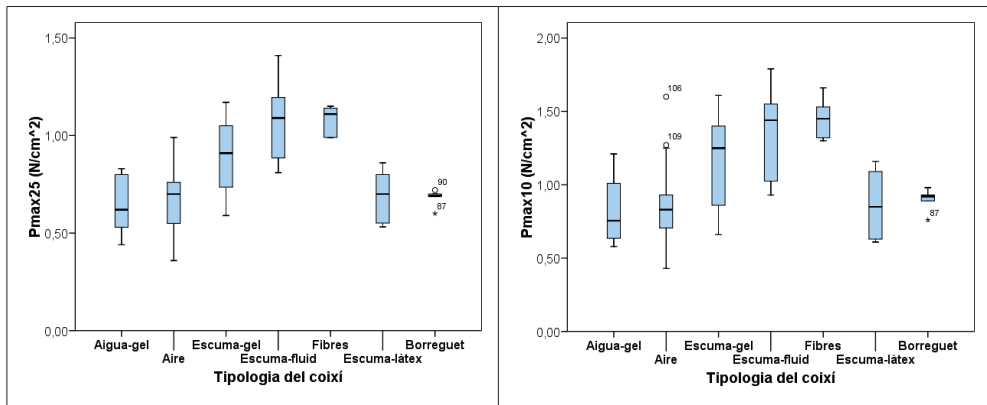 Pmax25 (N/cm^2)
1,50
1,00
0,50
0,00
90
87
Aigua-gel
Aire
Escuma-gel
Escuma-fluid
Fibres
Escuma-làtex
Borreguet
Tipologia del coixí
Pmax10 (N/cm^2)
2,00
1,50
1,00
0,50
0,00
106
109
87
Aigua-gel
Aire
Escuma-gel
Escuma-fluid
Fibres
Escuma-làtex
Borreguet
Tipologia del coixí